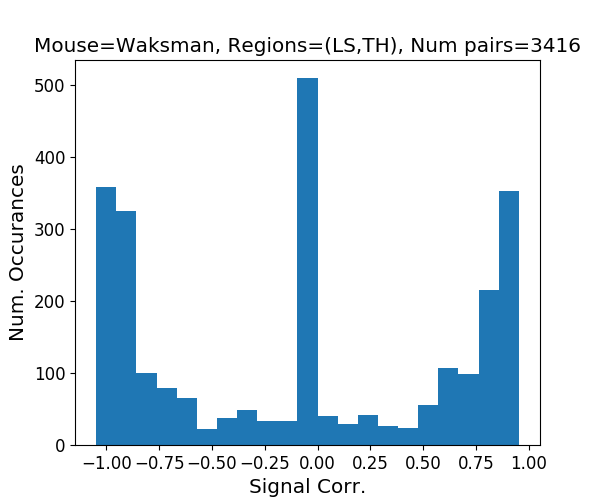 Mouse=Waksman, Regions=(LS,TH), Num pairs=3416
500
400
300
200
100
0
Num. Occurances
−1.00 −0.75 −0.50 −0.25 0.00 0.25 0.50 0.75 1.00
Signal Corr.